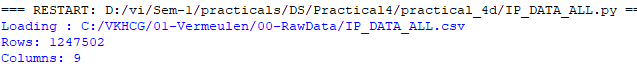 === RESTART: D:/vi/Sem-1/practicals/DS/Practical4/practical_4d/IP_DATA_ALL.py ==
Loading : C:/VKHCG/01-Vermeulen/00-RawData/IP_DATA_ALL.csv
Rows: 1247502
Columns: 9